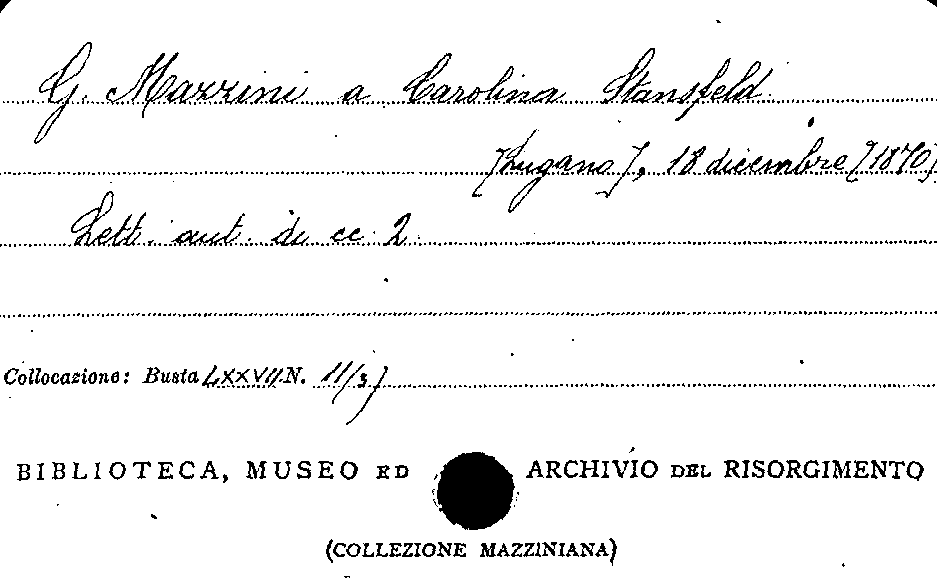 G. Mazzini a Carolina Stansfeld
[Lugano], 18 dicembre [1870]
Lett. aut. di cc. 2.
Collocazione: Busta LXXVII N. 11/3)
BIBLIOTECA, MUSEO ED ARCHIVIO DEL RISORGIMENTO
(COLLEZIONE MAZZINIANA)